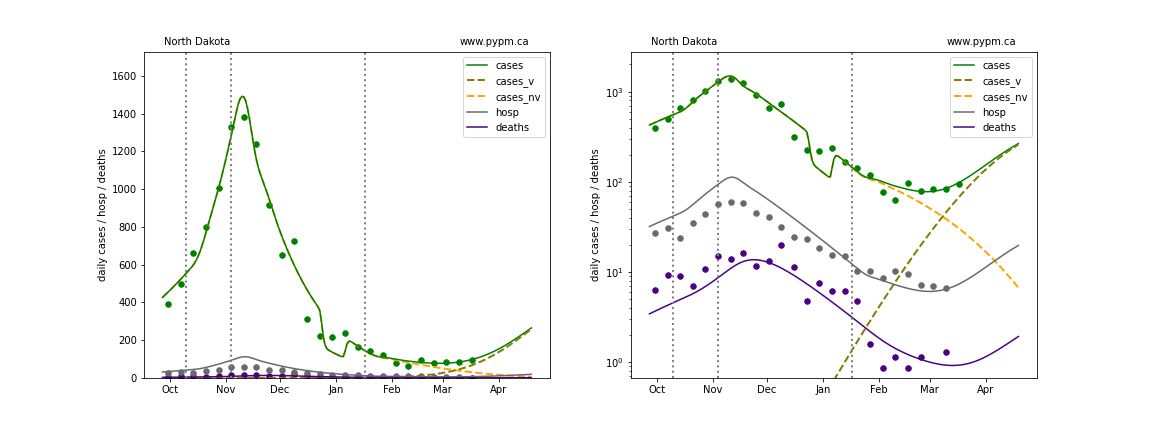 North Dakota www.pypm.ca
daily cases / hosp / deaths
1600
1400
1200
1000
800
600
400
200
0
Oct Nov Dec Jan Feb Mar Apr
cases
cases_v
cases_nv
hosp
deaths
North Dakota www.pypm.ca
daily cases / hosp / deaths
10³
10²
10¹
10⁰
Oct Nov Dec Jan Feb Mar Apr
cases
cases_v
cases_nv
hosp
deaths